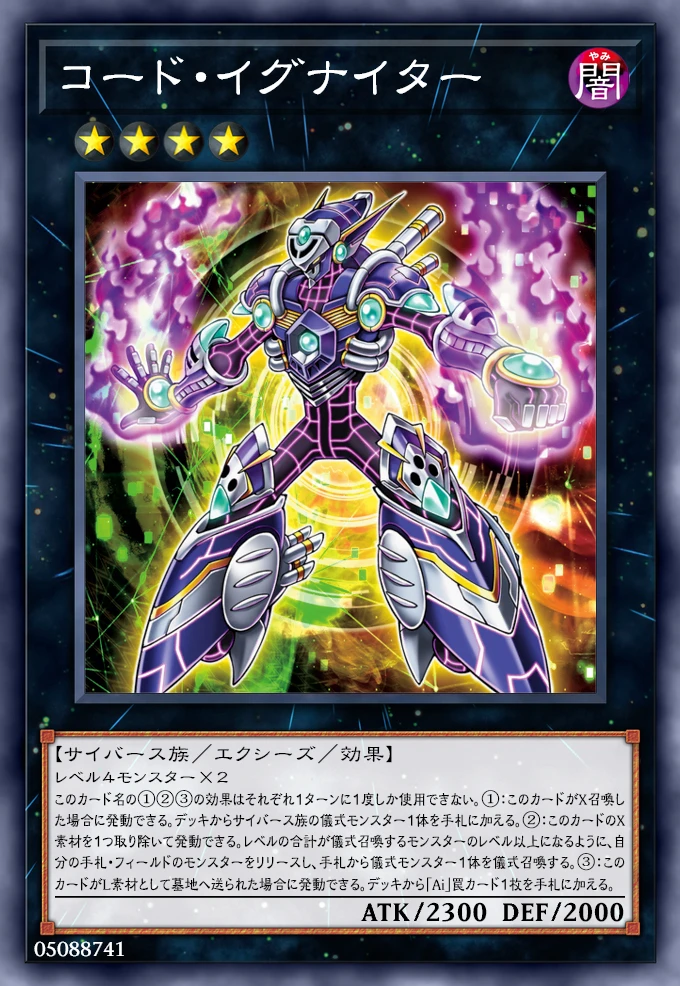 コード・イグナイター
やみ
闇
【サイバース族／エクシーズ／効果】
レベル４モンスター×２
このカード名の①②③の効果はそれぞれ1ターンに1度しか使用できない。①：このカードがX召喚し
た場合に発動できる。デッキからサイバース族の儀式モンスター1体を手札に加える。②：このカードのX
素材を1つ取り除いて発動できる。レベルの合計が儀式召喚するモンスターのレベル以上になるように、自
分の手札・フィールドのモンスターをリリースし、手札から儀式モンスター1体を儀式召喚する。③：この
カードがL素材として墓地へ送られた場合に発動できる。デッキから「Ai」罠カード1枚を手札に加える。
ATK/2300 DEF/2000
05088741